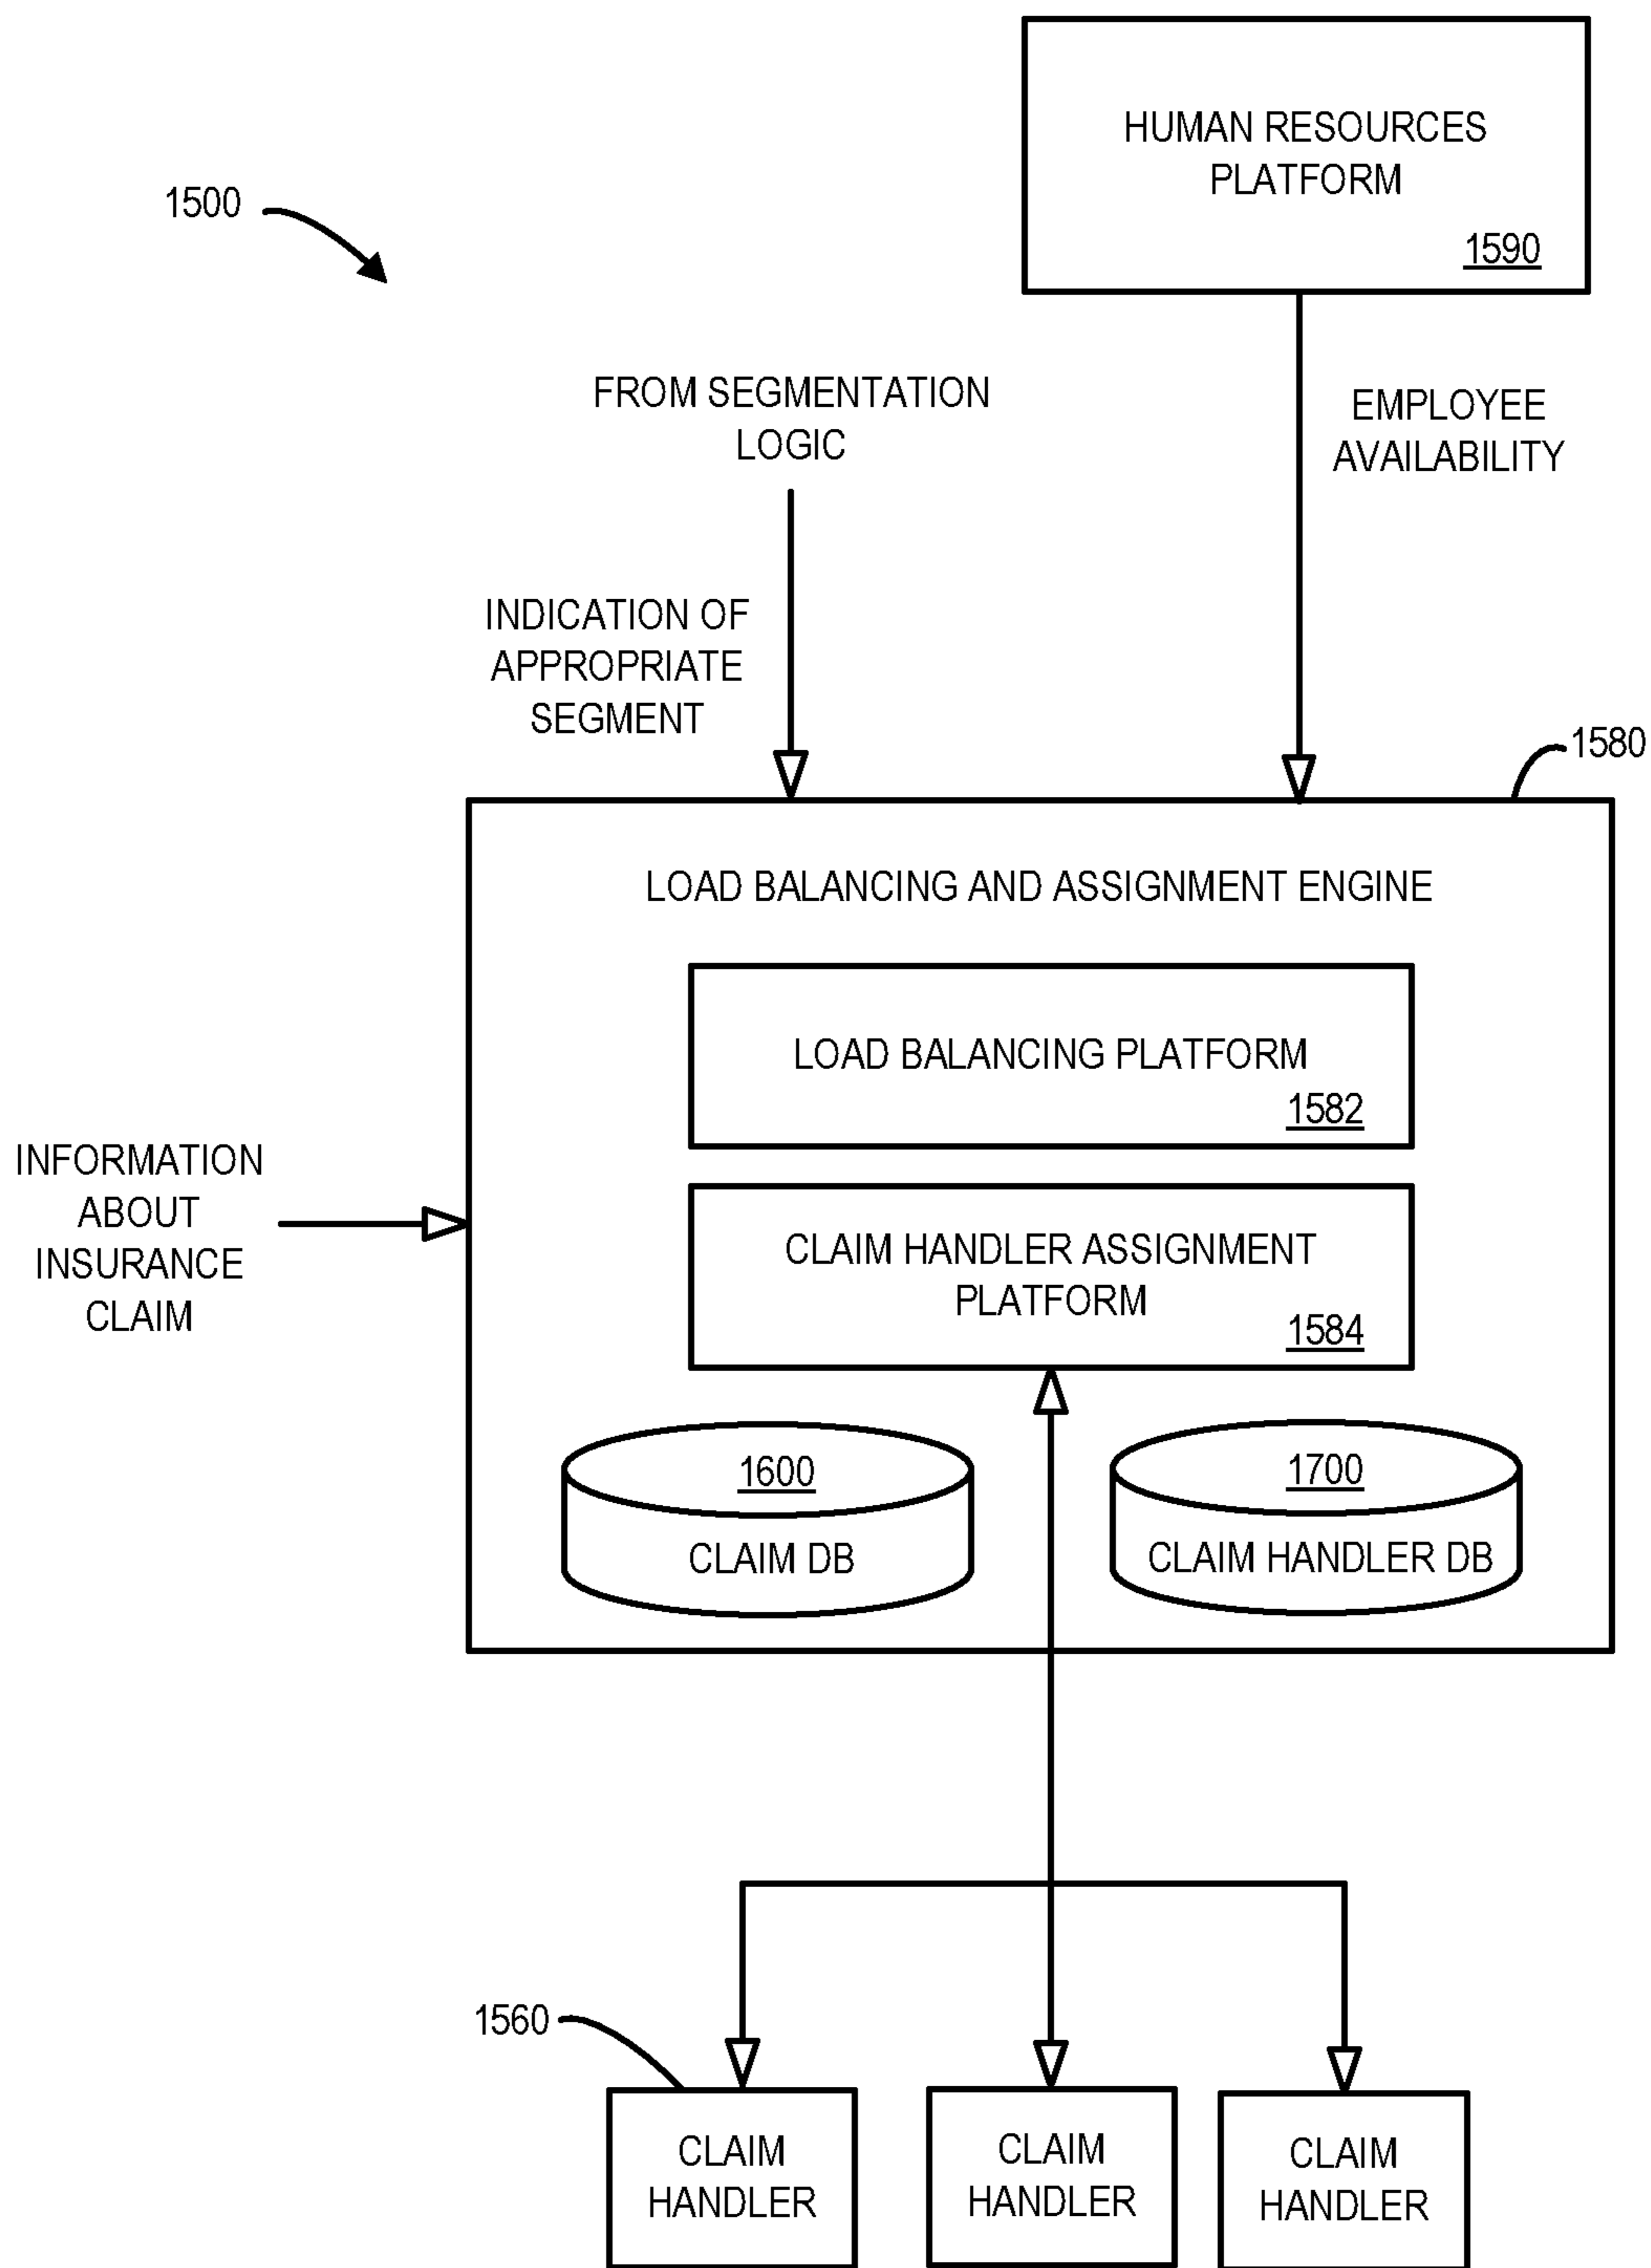 HUMAN RESOURCES
PLATFORM
1590
1500
FROM SEGMENTATION
LOGIC
EMPLOYEE
AVAILABILITY
INDICATION OF
APPROPRIATE
SEGMENT
1580
LOAD BALANCING AND ASSIGNMENT ENGINE
LOAD BALANCING PLATFORM
1582
INFORMATION
ABOUT
INSURANCE
CLAIM
CLAIM HANDLER ASSIGNMENT
PLATFORM
1584
1600
CLAIM DB
1700
CLAIM HANDLER DB
1560
CLAIM
HANDLER
CLAIM
HANDLER
CLAIM
HANDLER